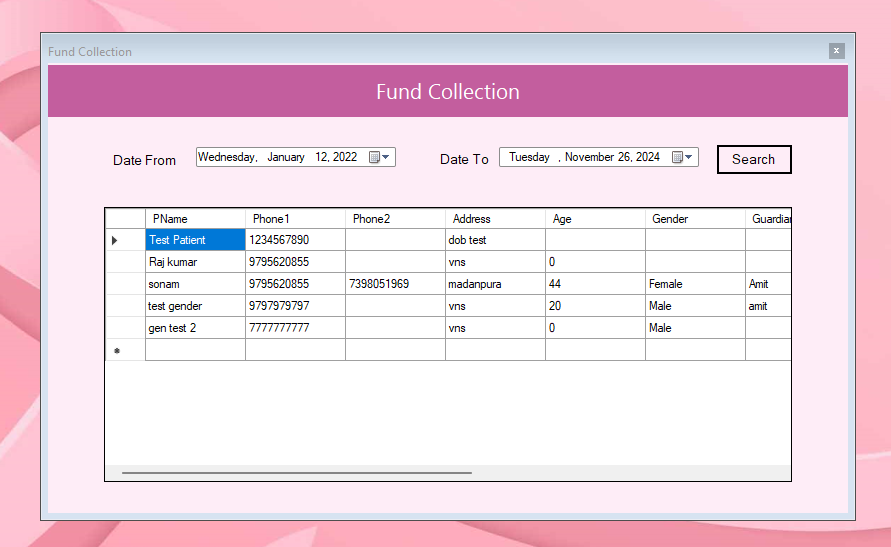 Fund Collection
Fund Collection
Date From Wednesday, January 12, 2022 Date To Tuesday , November 26, 2024 Search
PName Phone1 Phone2 Address Age Gender Guardian
Test Patient 1234567890 dob test
Raj kumar 9795620855 vns 0
sonam 9795620855 7398051969 madanpura 44 Female Amit
test gender 9797979797 vns 20 Male amit
gen test 2 7777777777 vns 0 Male